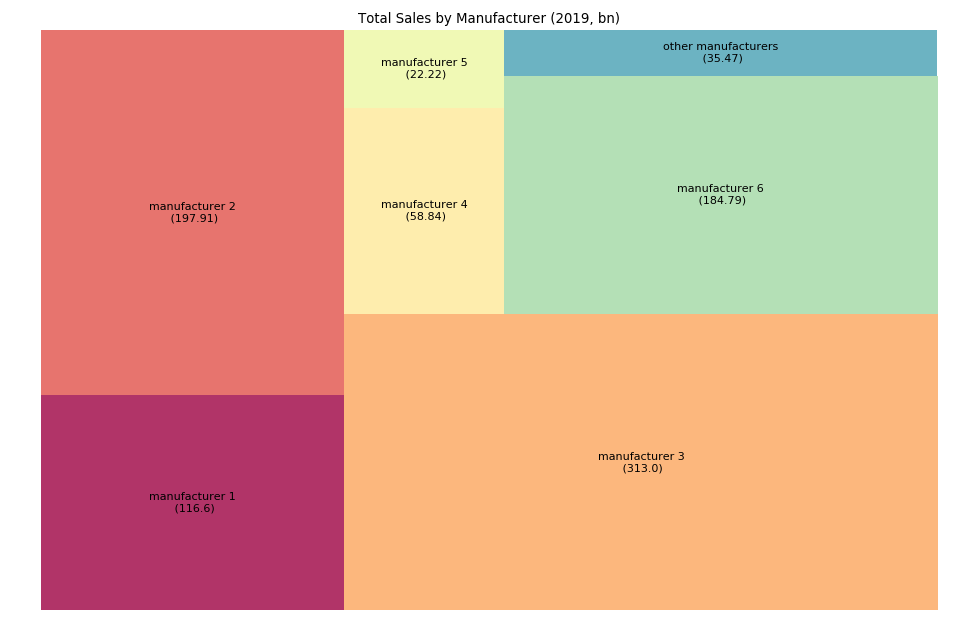 Total Sales by Manufacturer (2019, bn)
manufacturer 2
(197.91)
manufacturer 5
(22.22)
other manufacturers
(35.47)
manufacturer 4
(58.84)
manufacturer 6
(184.79)
manufacturer 1
(116.6)
manufacturer 3
(313.0)